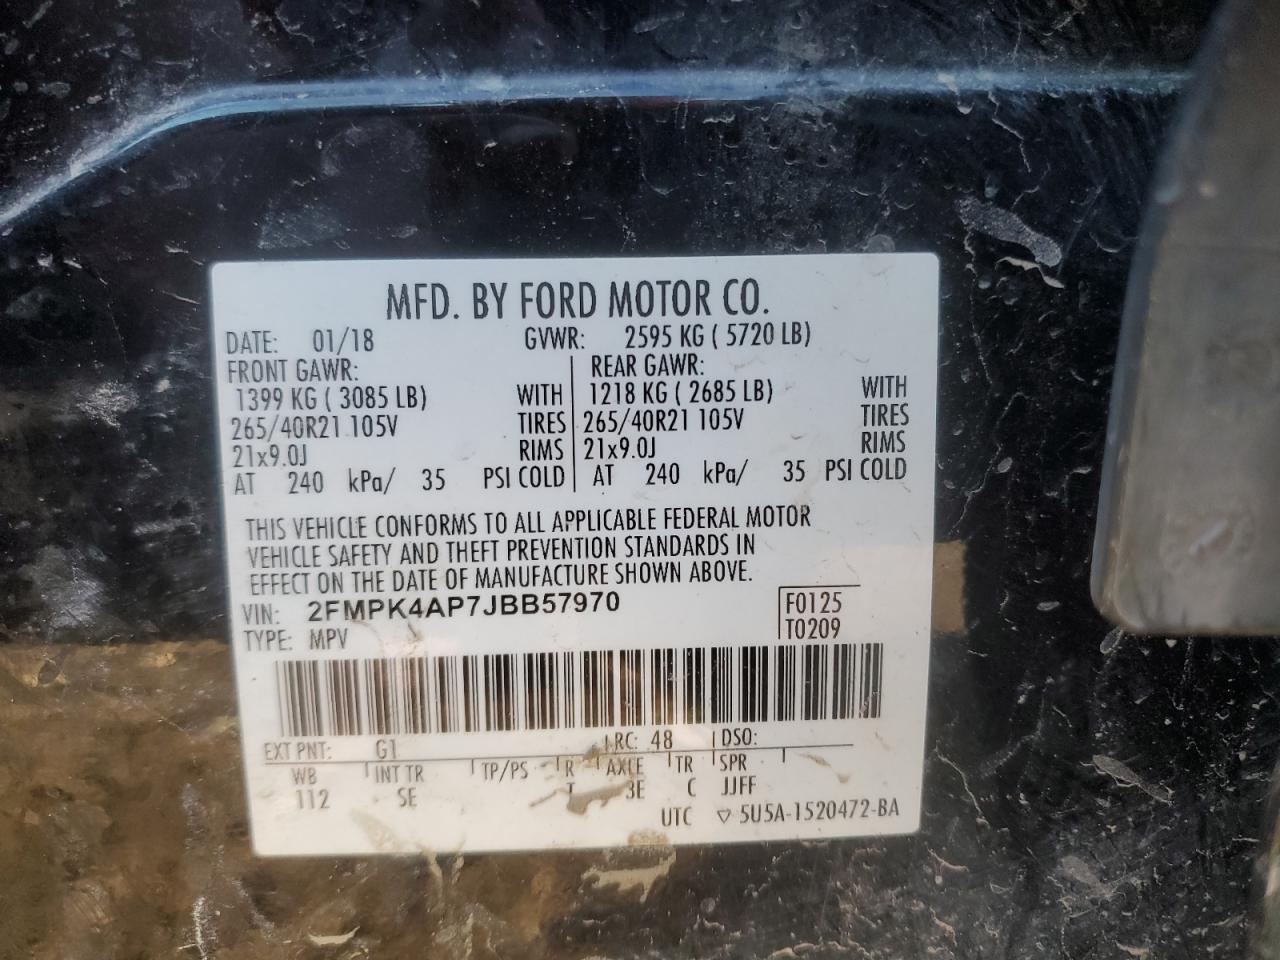 MFD. BY FORD MOTOR CO.
DATE: 01/18 GVWR: 2595 KG ( 5720 LB)
FRONT GAWR: REAR GAWR:
1399 KG ( 3085 LB) WITH 1218 KG ( 2685 LB) WITH
265/40R21 105V TIRES 265/40R21 105V TIRES
21x9.0J RIMS 21x9.0J RIMS
AT 240 kPa/ 35 PSI COLD AT 240 kPa/ 35 PSI COLD
THIS VEHICLE CONFORMS TO ALL APPLICABLE FEDERAL MOTOR
VEHICLE SAFETY AND THEFT PREVENTION STANDARDS IN
EFFECT ON THE DATE OF MANUFACTURE SHOWN ABOVE.
VIN: 2FMPK4AP7JBB57970 F0125
TYPE: MPV T0209
EXT PNT: G1 RC: 48 DSO:
WB INT TR TP/PS R AXLE TR SPR
112 SE T 3E C JJFF
UTC ▽ 5U5A-1520472-BA